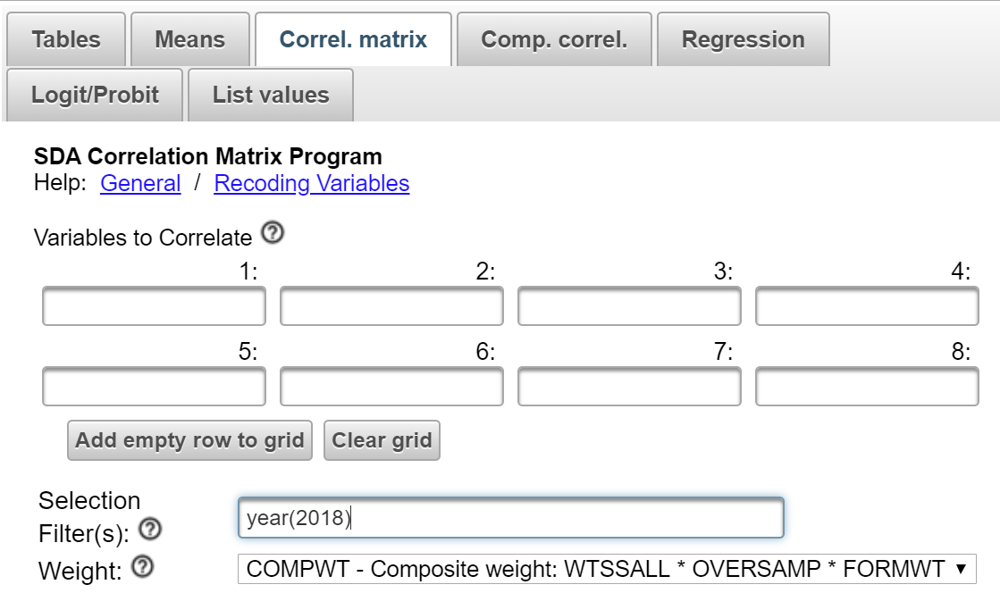 Tables Means Correl. matrix Comp. correl. Regression
Logit/Probit List values
SDA Correlation Matrix Program
Help: General / Recoding Variables
Variables to Correlate ?
1: 2: 3: 4:
5: 6: 7: 8:
Add empty row to grid Clear grid
Selection
Filter(s): ? year(2018)
Weight: ? COMPWT - Composite weight: WTSSALL * OVERSAMP * FORMWT ▼